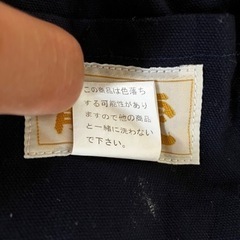 この商品は色落ち
する可能性があり
ますので他の商品
と一緒に洗わない
で下さい。